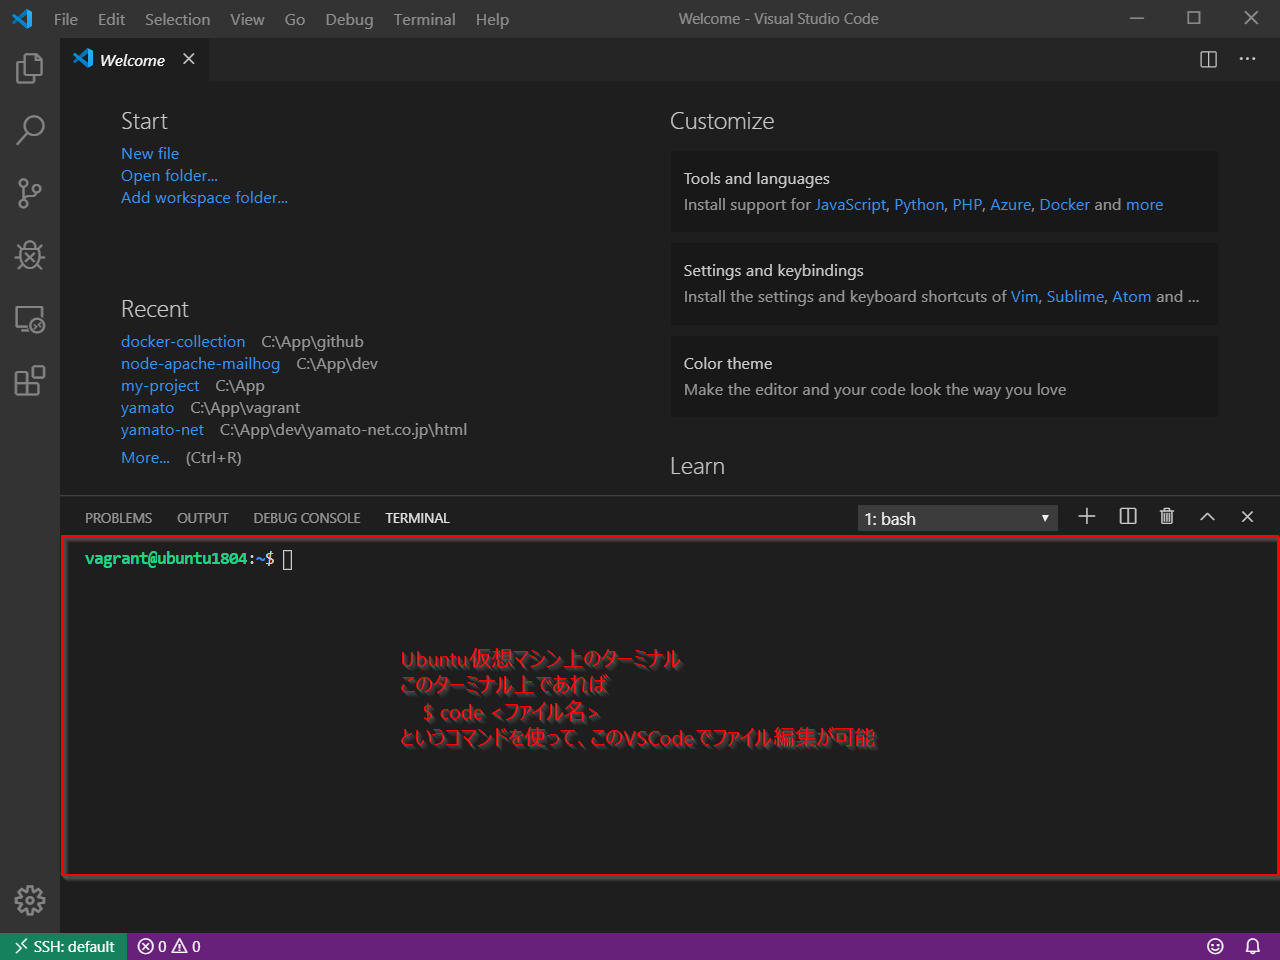 File Edit Selection View Go Debug Terminal Help Welcome - Visual Studio Code
Welcome
Start
New file
Open folder...
Add workspace folder...
Recent
docker-collection C:\App\github
node-apache-mailhog C:\App\dev
my-project C:\App
yamato C:\App\vagrant
yamato-net C:\App\dev\yamato-net.co.jp\html
More... (Ctrl+R)
Customize
Tools and languages
Install support for JavaScript, Python, PHP, Azure, Docker and more
Settings and keybindings
Install the settings and keyboard shortcuts of Vim, Sublime, Atom and ...
Color theme
Make the editor and your code look the way you love
Learn
PROBLEMS OUTPUT DEBUG CONSOLE TERMINAL 1: bash
vagrant@ubuntu1804:~$
Ubuntu仮想マシン上のターミナル
このターミナル上であれば
$ code <ファイル名>
というコマンドを使って、このVSCodeでファイル編集が可能
SSH: default 0 0